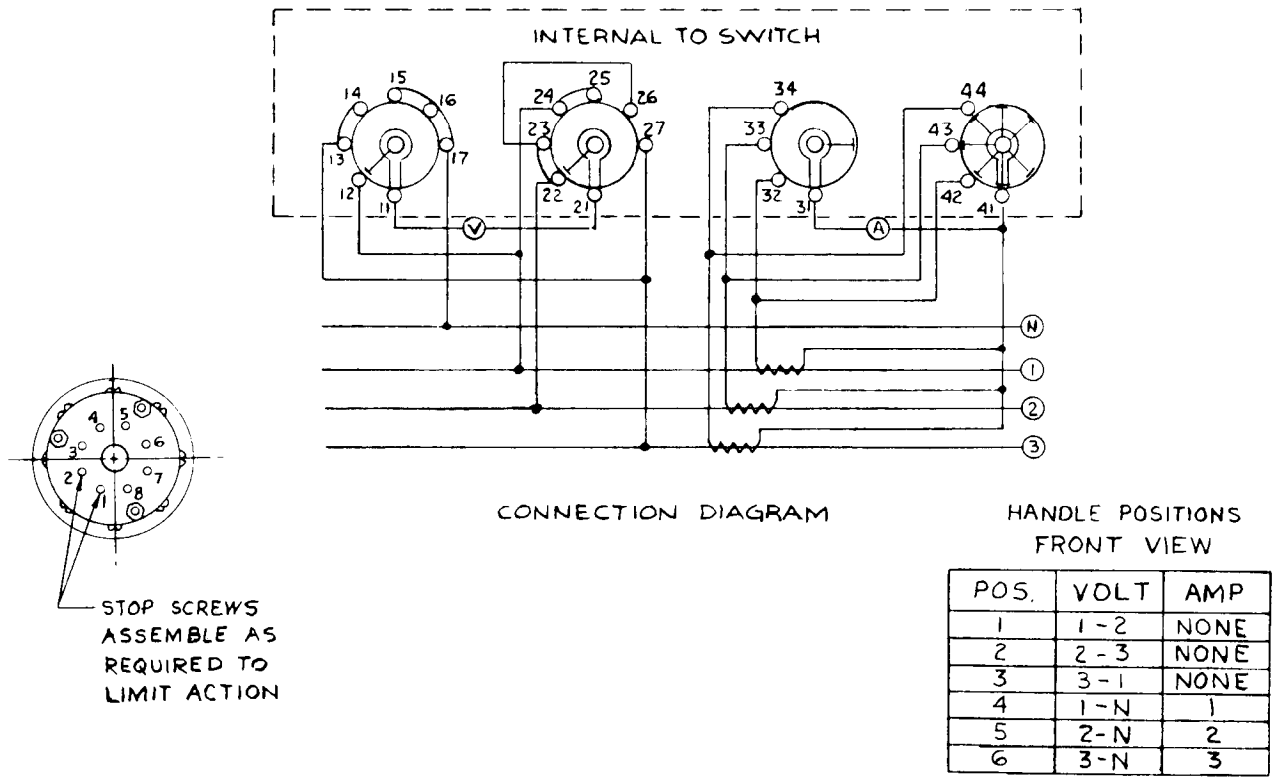 INTERNAL TO SWITCH
15
14
16
13
17
12
11
25
24
26
23
27
22
21
34
33
32
31
44
43
42
41
V
A
N
1
2
3
4
5
3
6
2
7
1
8
STOP SCREWS
ASSEMBLE AS
REQUIRED TO
LIMIT ACTION
CONNECTION DIAGRAM
HANDLE POSITIONS
FRONT VIEW
POS. VOLT AMP
1 1-2 NONE
2 2-3 NONE
3 3-1 NONE
4 1-N 1
5 2-N 2
6 3-N 3